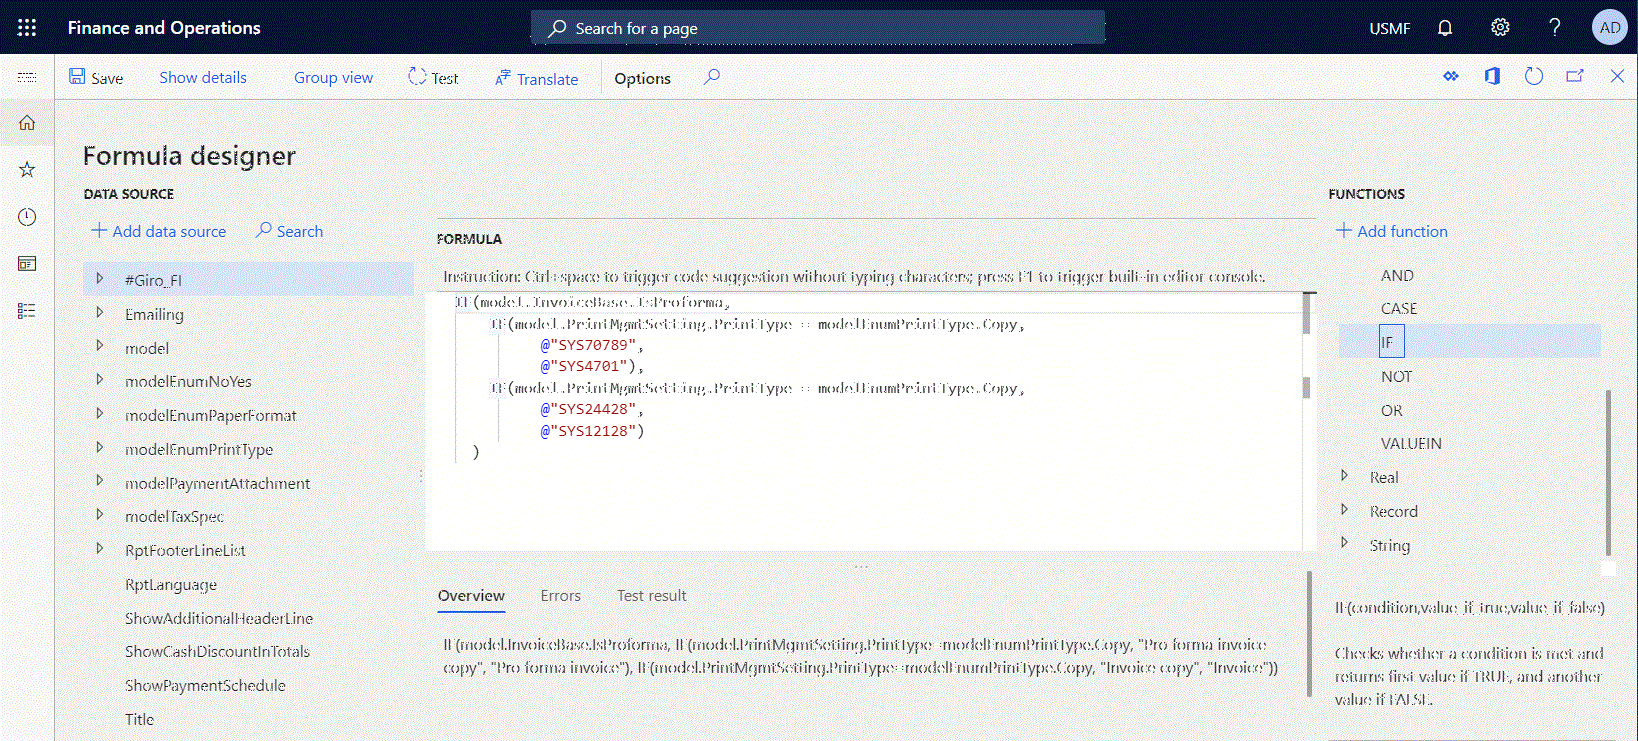 Finance and Operations
Search for a page
USMF
?
AD
Save
Show details
Group view
Test
Translate
Options
Formula designer
DATA SOURCE
Add data source
Search
#Giro_FI
Emailing
model
modelEnumNoYes
modelEnumPaperFormat
modelEnumPrintType
modelPaymentAttachment
modelTaxSpec
RptFooterLineList
RptLanguage
ShowAdditionalHeaderLine
ShowCashDiscountInTotals
ShowPaymentSchedule
Title
FORMULA
Instruction: Ctrl+space to trigger code suggestion without typing characters; press F1 to trigger built-in editor console.
IF(model.InvoiceBase.IsProforma,
IF(model.PrintMgmtSetting.PrintType = modelEnumPrintType.Copy,
@"SYS70789",
@"SYS4701"),
IF(model.PrintMgmtSetting.PrintType = modelEnumPrintType.Copy,
@"SYS24428",
@"SYS12128")
)
Overview
Errors
Test result
IF(model.InvoiceBase.IsProforma, IF(model.PrintMgmtSetting.PrintType=modelEnumPrintType.Copy, "Pro forma invoice
copy", "Pro forma invoice"), IF(model.PrintMgmtSetting.PrintType=modelEnumPrintType.Copy, "Invoice copy", "Invoice"))
FUNCTIONS
Add function
AND
CASE
IF
NOT
OR
VALUEIN
Real
Record
String
IF(condition,value_if_true,value_if_false)
Checks whether a condition is met and
returns first value if TRUE, and another
value if FALSE.